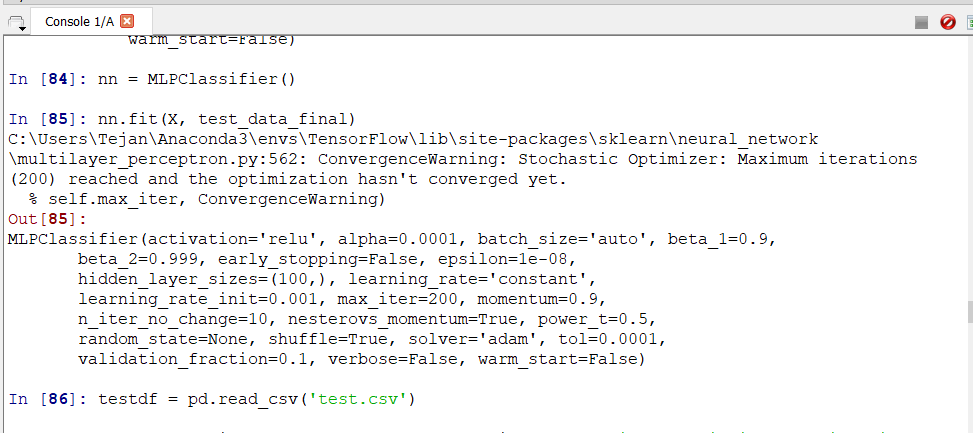 Console 1/A
warm_start=False)
In [84]: nn = MLPClassifier()
In [85]: nn.fit(X, test_data_final)
C:\Users\Tejan\Anaconda3\envs\TensorFlow\lib\site-packages\sklearn\neural_network
\multilayer_perceptron.py:562: ConvergenceWarning: Stochastic Optimizer: Maximum iterations
(200) reached and the optimization hasn't converged yet.
  % self.max_iter, ConvergenceWarning)
Out[85]:
MLPClassifier(activation='relu', alpha=0.0001, batch_size='auto', beta_1=0.9,
       beta_2=0.999, early_stopping=False, epsilon=1e-08,
       hidden_layer_sizes=(100,), learning_rate='constant',
       learning_rate_init=0.001, max_iter=200, momentum=0.9,
       n_iter_no_change=10, nesterovs_momentum=True, power_t=0.5,
       random_state=None, shuffle=True, solver='adam', tol=0.0001,
       validation_fraction=0.1, verbose=False, warm_start=False)
In [86]: testdf = pd.read_csv('test.csv')